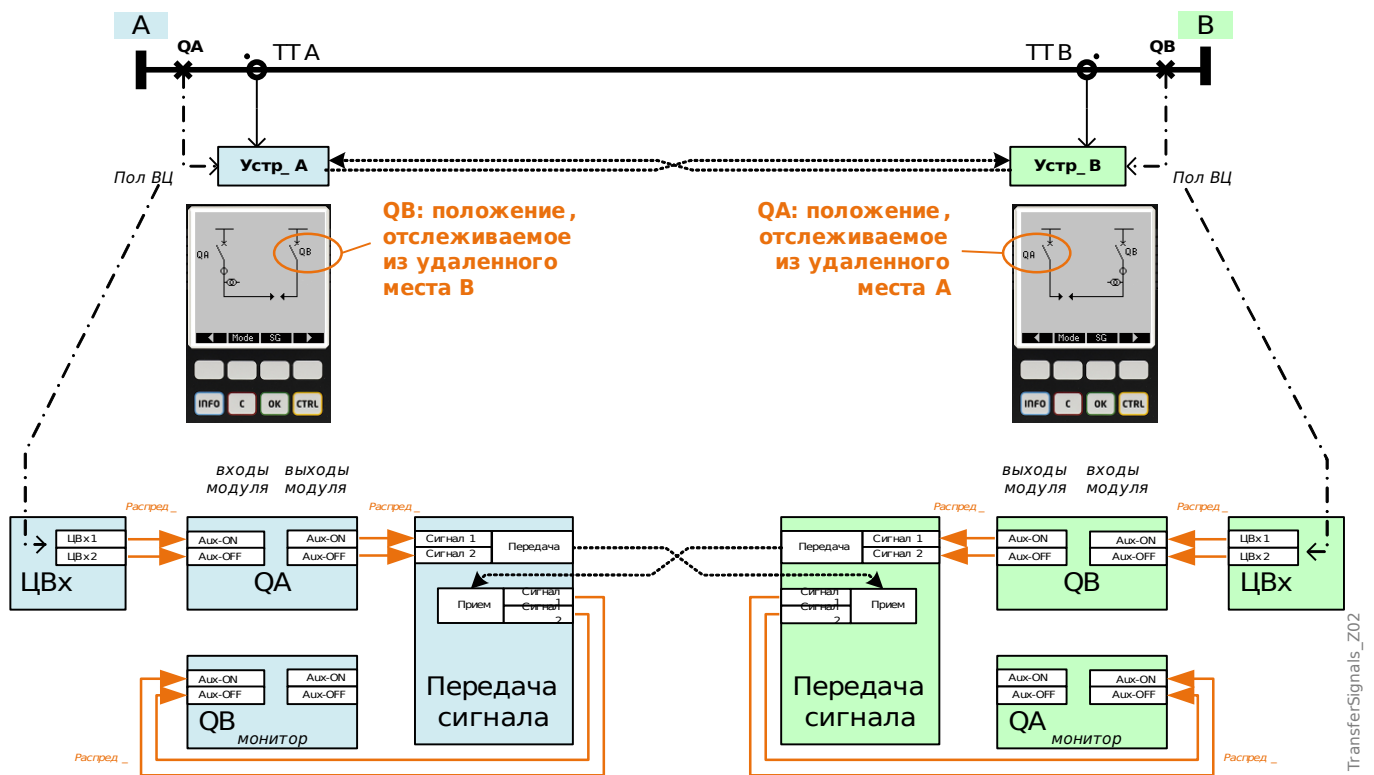 A
B
QA
ТТ A
ТТ B
QB
Устр_ A
Устр_ B
Пол ВЦ
Пол ВЦ
QB: положение,
отслеживаемое
из удаленного
места B
QA: положение,
отслеживаемое
из удаленного
места A
QA
QB
Mode
SG
INFO
C
OK
CTRL
QA
QB
Mode
SG
INFO
C
OK
CTRL
входы
модуля
выходы
модуля
выходы
модуля
входы
модуля
Распред_
Распред_
Распред_
Распред_
ЦВх1
ЦВх2
ЦВх
Aux-ON
Aux-OFF
Aux-ON
Aux-OFF
QA
Сигнал 1
Сигнал 2
Передача
Прием
Сигнал
1
Сигнал
2
Передача
сигнала
Передача
Сигнал 1
Сигнал 2
Сигнал
1
Сигнал
2
Прием
Передача
сигнала
Aux-ON
Aux-OFF
Aux-ON
Aux-OFF
QB
ЦВх1
ЦВх2
ЦВх
Aux-ON
Aux-OFF
Aux-ON
Aux-OFF
QB
монитор
Aux-ON
Aux-OFF
Aux-ON
Aux-OFF
QA
монитор
Распред_
Распред_
TransferSignals_Z02